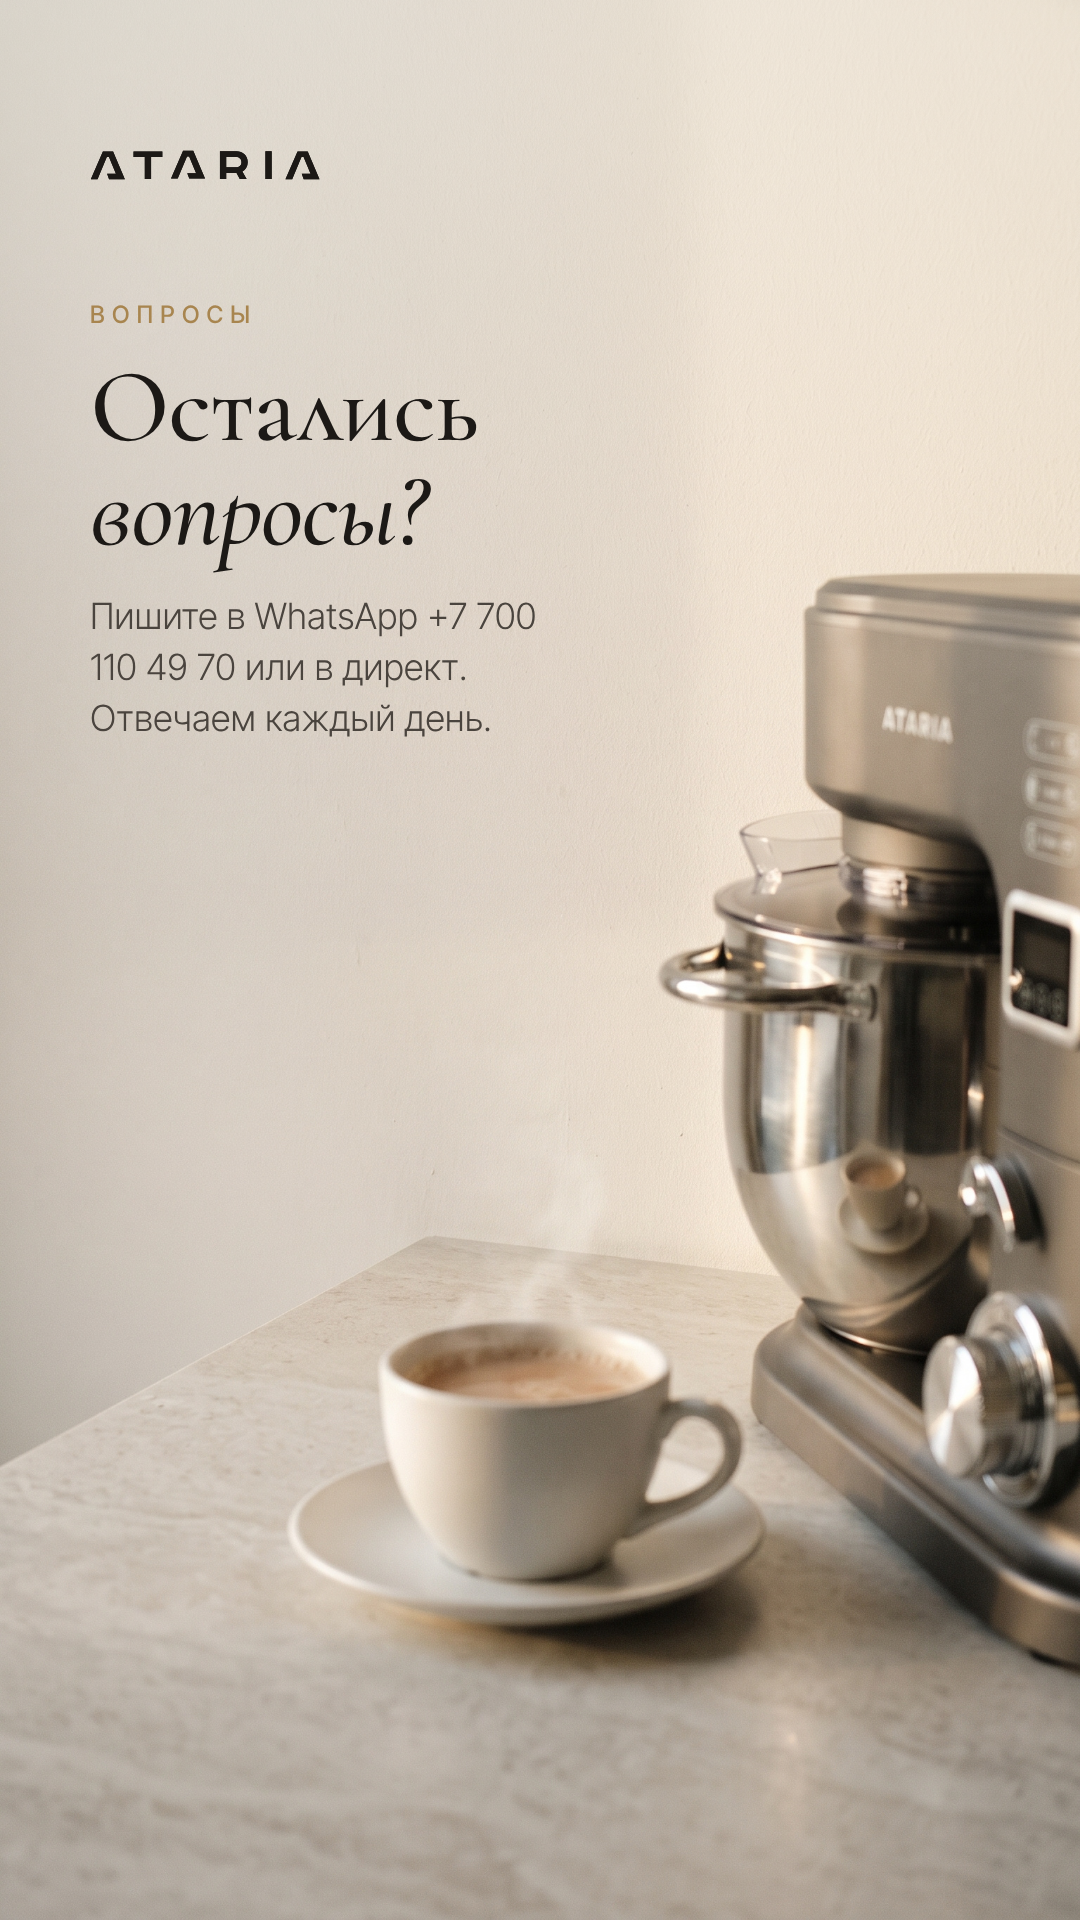 ATARIA
ВОПРОСЫ
Остались
вопросы?
Пишите в WhatsApp +7 700
110 49 70 или в директ.
Отвечаем каждый день.
ATARIA